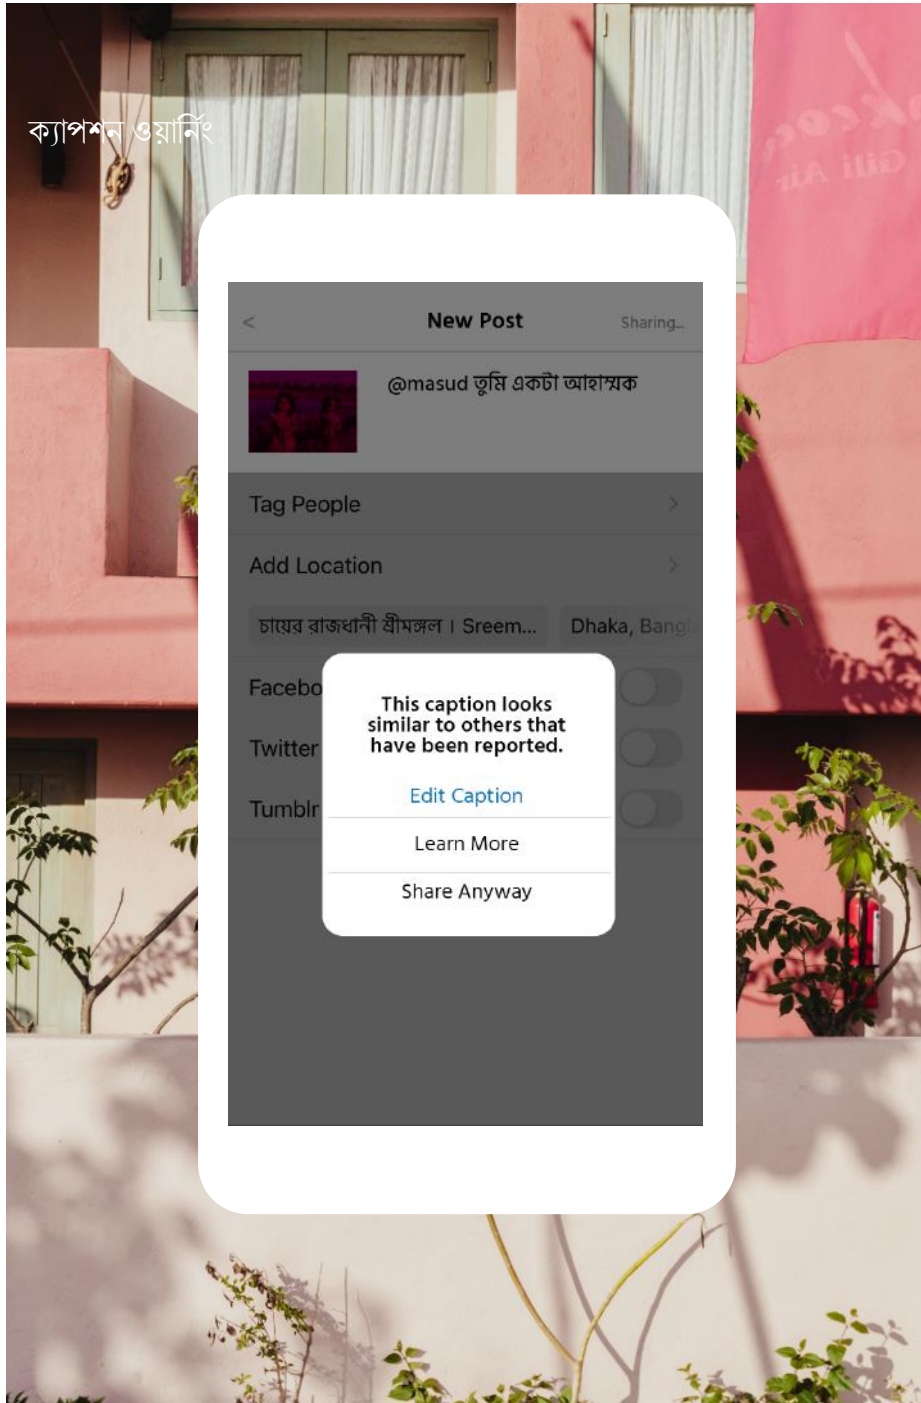 ক্যাপশন ওয়ার্নিং
Gili Air
<
New Post
Sharing...
@masud তুমি একটা আহাম্মক
Tag People
>
Add Location
>
চায়ের রাজধানী শ্রীমঙ্গল । Sreem...
Dhaka, Bangl
Facebo
This caption looks
similar to others that
have been reported.
Twitter
Edit Caption
Tumblr
Learn More
Share Anyway